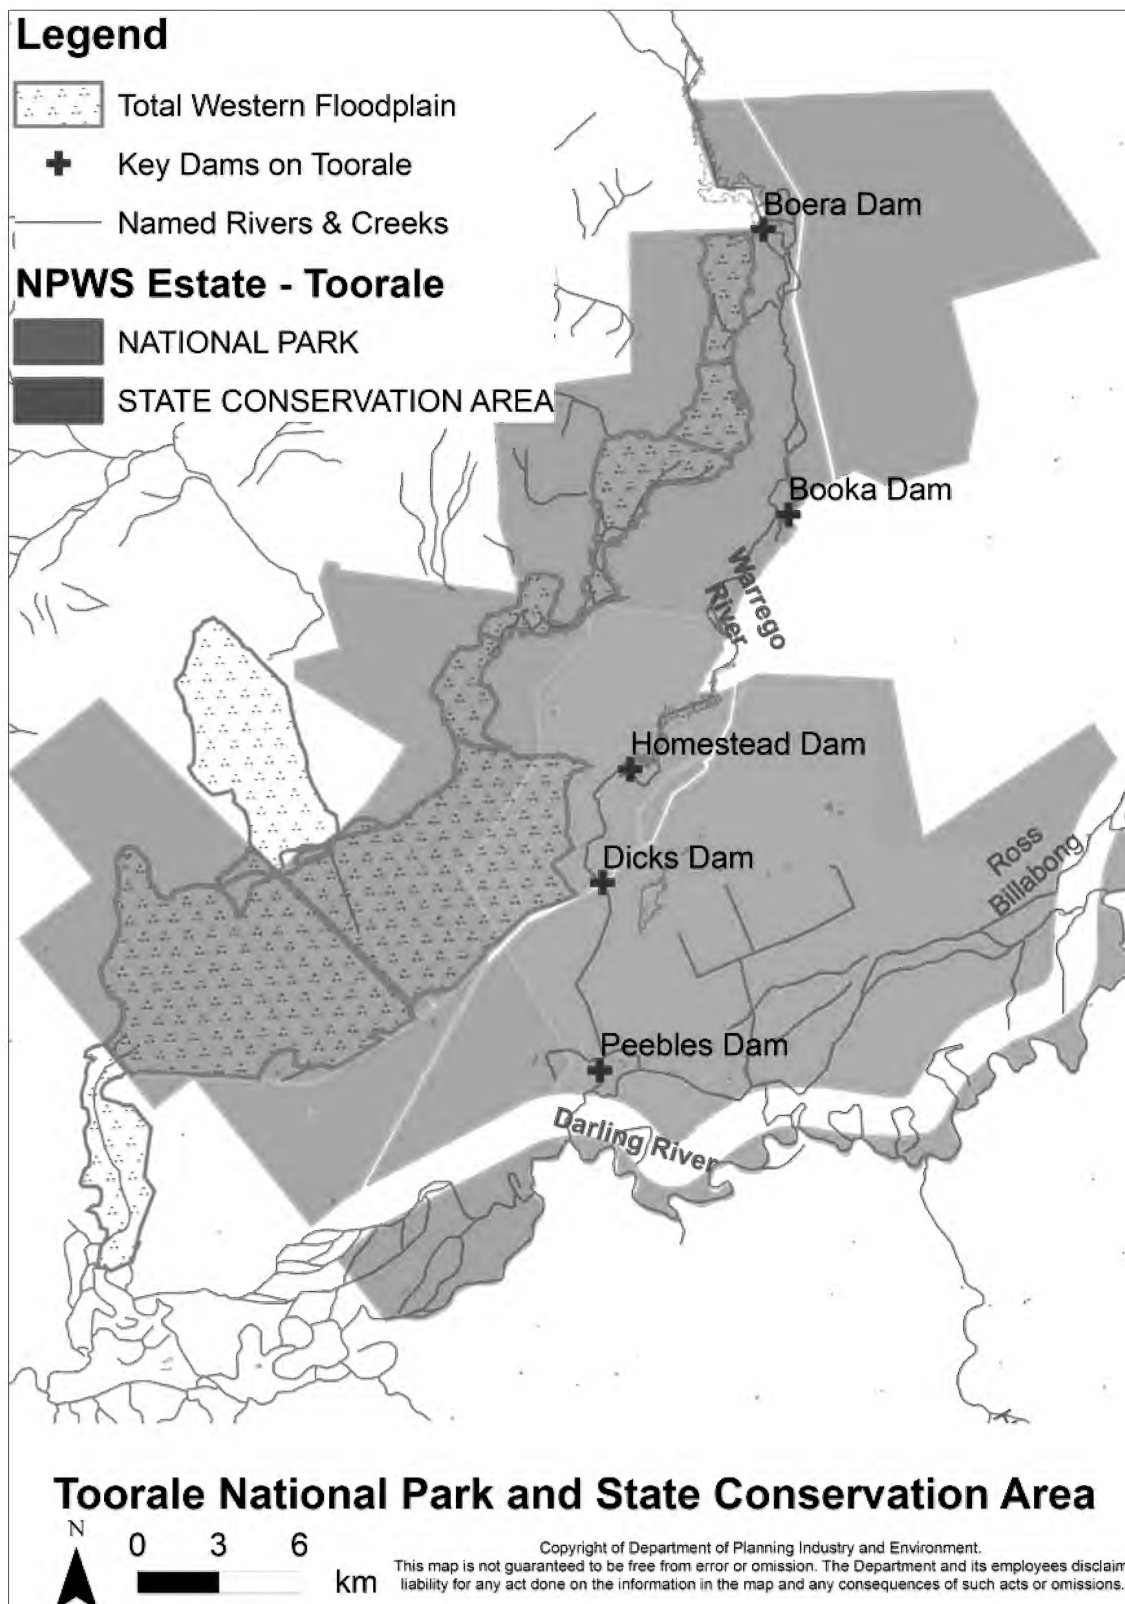 Legend
Total Western Floodplain
Key Dams on Toorale
Named Rivers & Creeks
NPWS Estate - Toorale
NATIONAL PARK
STATE CONSERVATION AREA
Boera Dam
Booka Dam
Warrego
River
Homestead Dam
Dicks Dam
Ross
Billabong
Peebles Dam
Darling River
Toorale National Park and State Conservation Area
N
0 3 6
km
Copyright of Department of Planning Industry and Environment.
This map is not guaranteed to be free from error or omission. The Department and its employees disclaim
liability for any act done on the information in the map and any consequences of such acts or omissions.